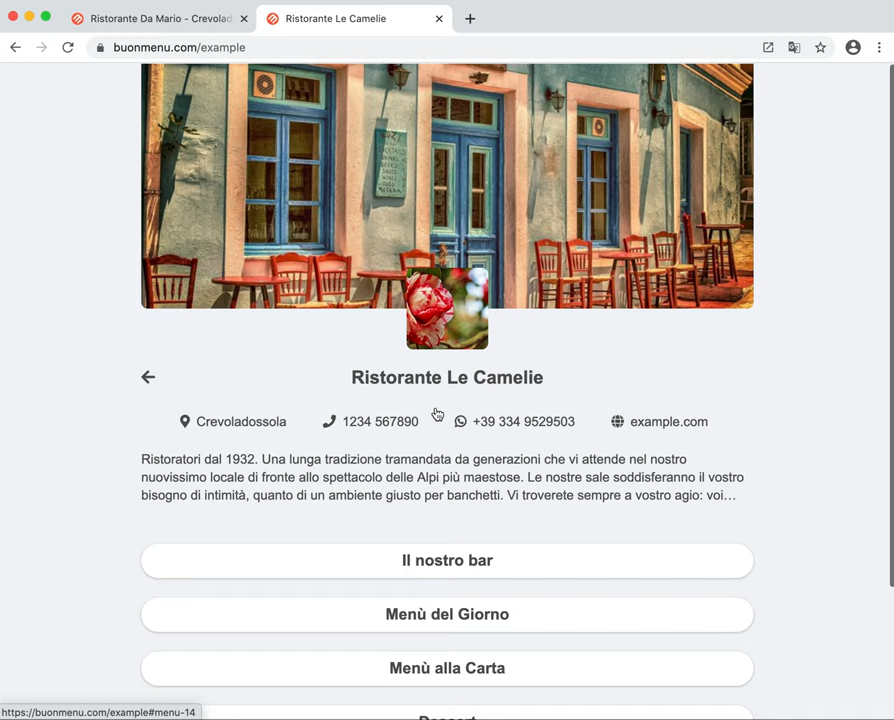 Ristorante Da Mario - Crevolad
Ristorante Le Camelie
buonmenu.com/example
COCKTAILS
Ristorante Le Camelie
Crevoladossola
1234 567890
+39 334 9529503
example.com
Ristoratori dal 1932. Una lunga tradizione tramandata da generazioni che vi attende nel nostro
nuovissimo locale di fronte allo spettacolo delle Alpi più maestose. Le nostre sale soddisferanno il vostro
bisogno di intimità, quanto di un ambiente giusto per banchetti. Vi troverete sempre a vostro agio: voi…
Il nostro bar
Menù del Giorno
Menù alla Carta
https://buonmenu.com/example#menu-14